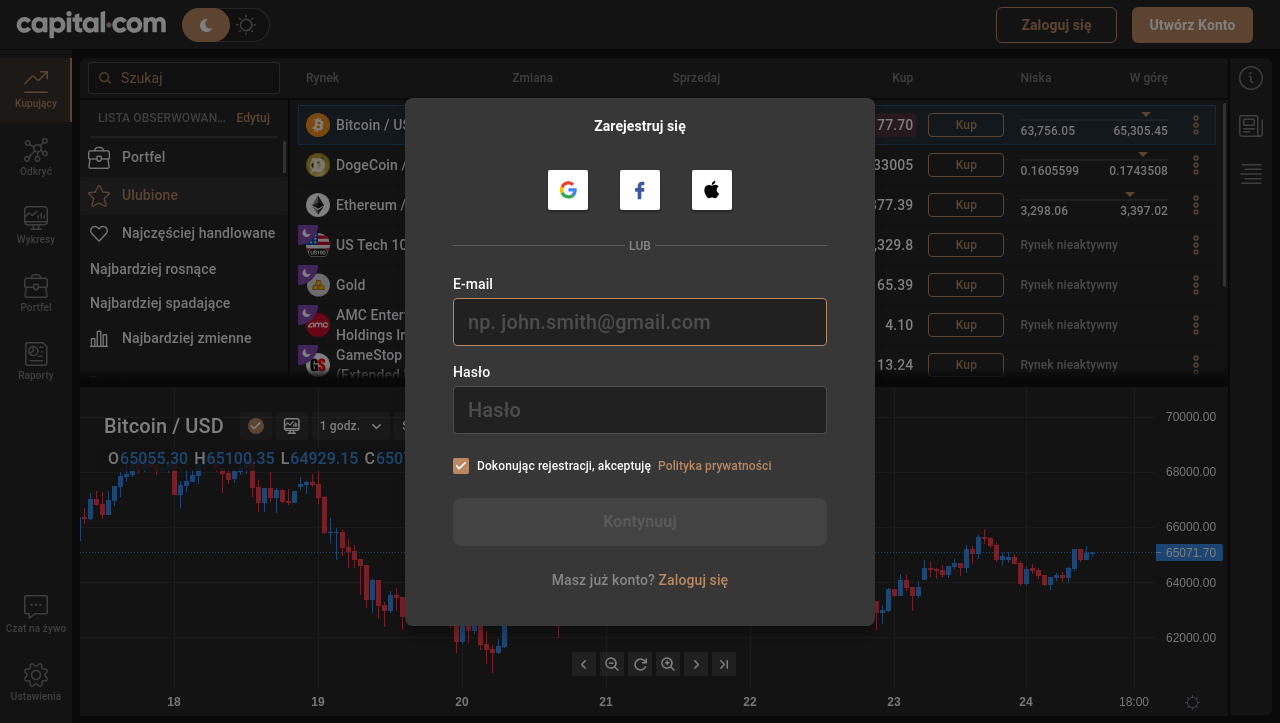 capital.com
Zaloguj się
Utwórz Konto
Kupujący
Odkryć
Wykresy
Portfel
Raporty
Czat na żywo
Ustawienia
Szukaj
LISTA OBSERWOWAN...
Edytuj
Portfel
Ulubione
Najczęściej handlowane
Najbardziej rosnące
Najbardziej spadające
Najbardziej zmienne
Rynek Zmiana Sprzedaj Kup Niska W górę
Bitcoin / US 77.70 Kup 63,756.05 65,305.45
DogeCoin / 33005 Kup 0.1605599 0.1743508
Ethereum / 377.39 Kup 3,298.06 3,397.02
US Tech 10 ,329.8 Kup Rynek nieaktywny
Gold 65.39 Kup Rynek nieaktywny
AMC Enter
Holdings In 4.10 Kup Rynek nieaktywny
GameStop
(Extended 13.24 Kup Rynek nieaktywny
Zarejestruj się
LUB
E-mail
np. john.smith@gmail.com
Hasło
Hasło
Dokonując rejestracji, akceptuję Polityka prywatności
Kontynuuj
Masz już konto? Zaloguj się
Bitcoin / USD
1 godz.
O65055.30 H65100.35 L64929.15 C6507
70000.00
68000.00
66000.00
65071.70
64000.00
62000.00
18 19 20 21 22 23 24 18:00